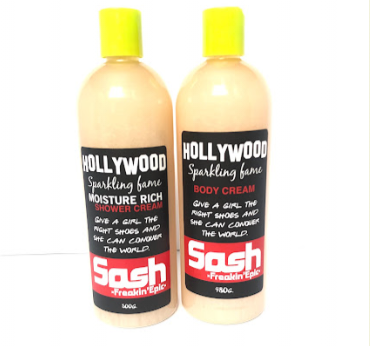 HOLLYWOOD
Sparkling fame
MOISTURE RICH
SHOWER CREAM
GIVE A GIRL THE
RIGHT SHOES AND
SHE CAN CONQUER
THE WORLD.
Sash
-Freakin'Epic-
500G.
HOLLYWOOD
Sparkling fame
BODY CREAM
GIVE A GIRL THE
RIGHT SHOES AND
SHE CAN CONQUER
THE WORLD.
Sash
-Freakin'Epic-
480G.